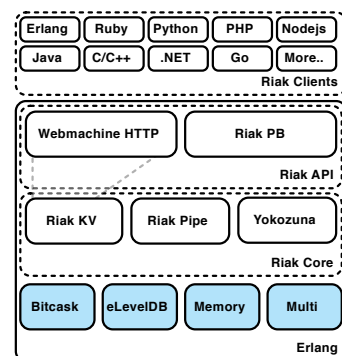 Erlang Ruby Python PHP Nodejs
Java C/C++ .NET Go More..
Riak Clients
Webmachine HTTP Riak PB
Riak API
Riak KV Riak Pipe Yokozuna
Riak Core
Bitcask eLevelDB Memory Multi
Erlang